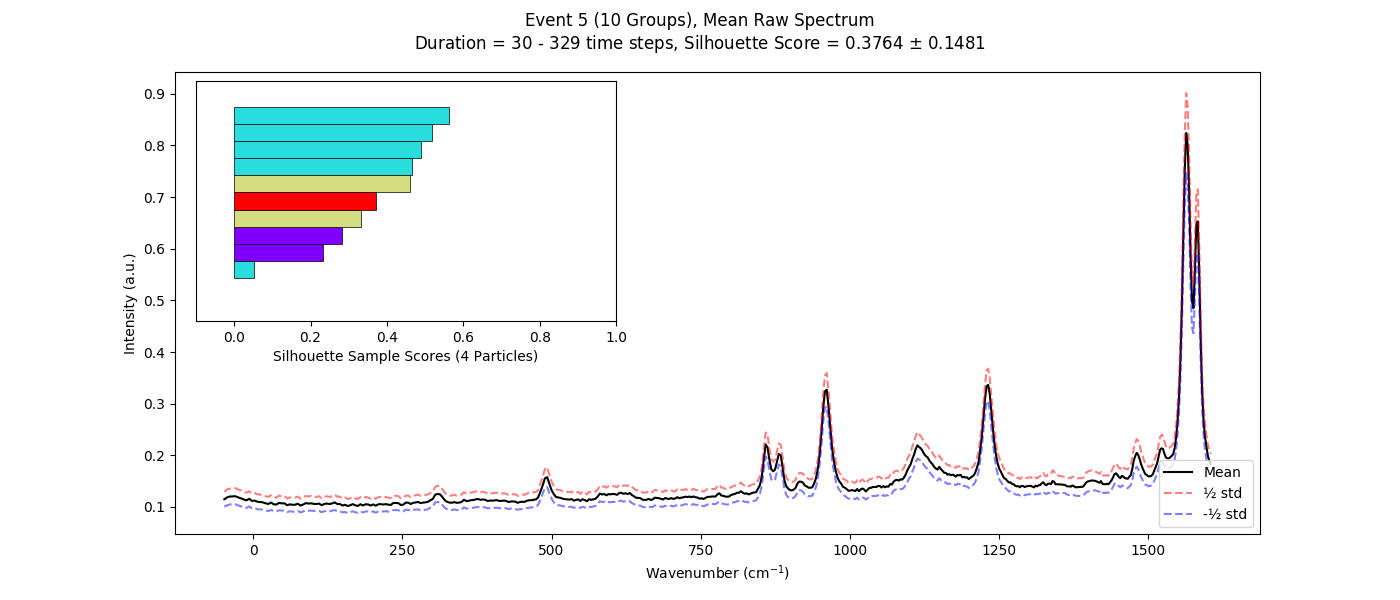 Event 5 (10 Groups), Mean Raw Spectrum
Duration = 30 - 329 time steps, Silhouette Score = 0.3764 ± 0.1481
0.9
0.8
0.7
0.6
0.5
0.4
0.3
0.2
0.1
Intensity (a.u.)
0.0 0.2 0.4 0.6 0.8 1.0
Silhouette Sample Scores (4 Particles)
Mean
½ std
-½ std
0 250 500 750 1000 1250 1500
Wavenumber (cm⁻¹)